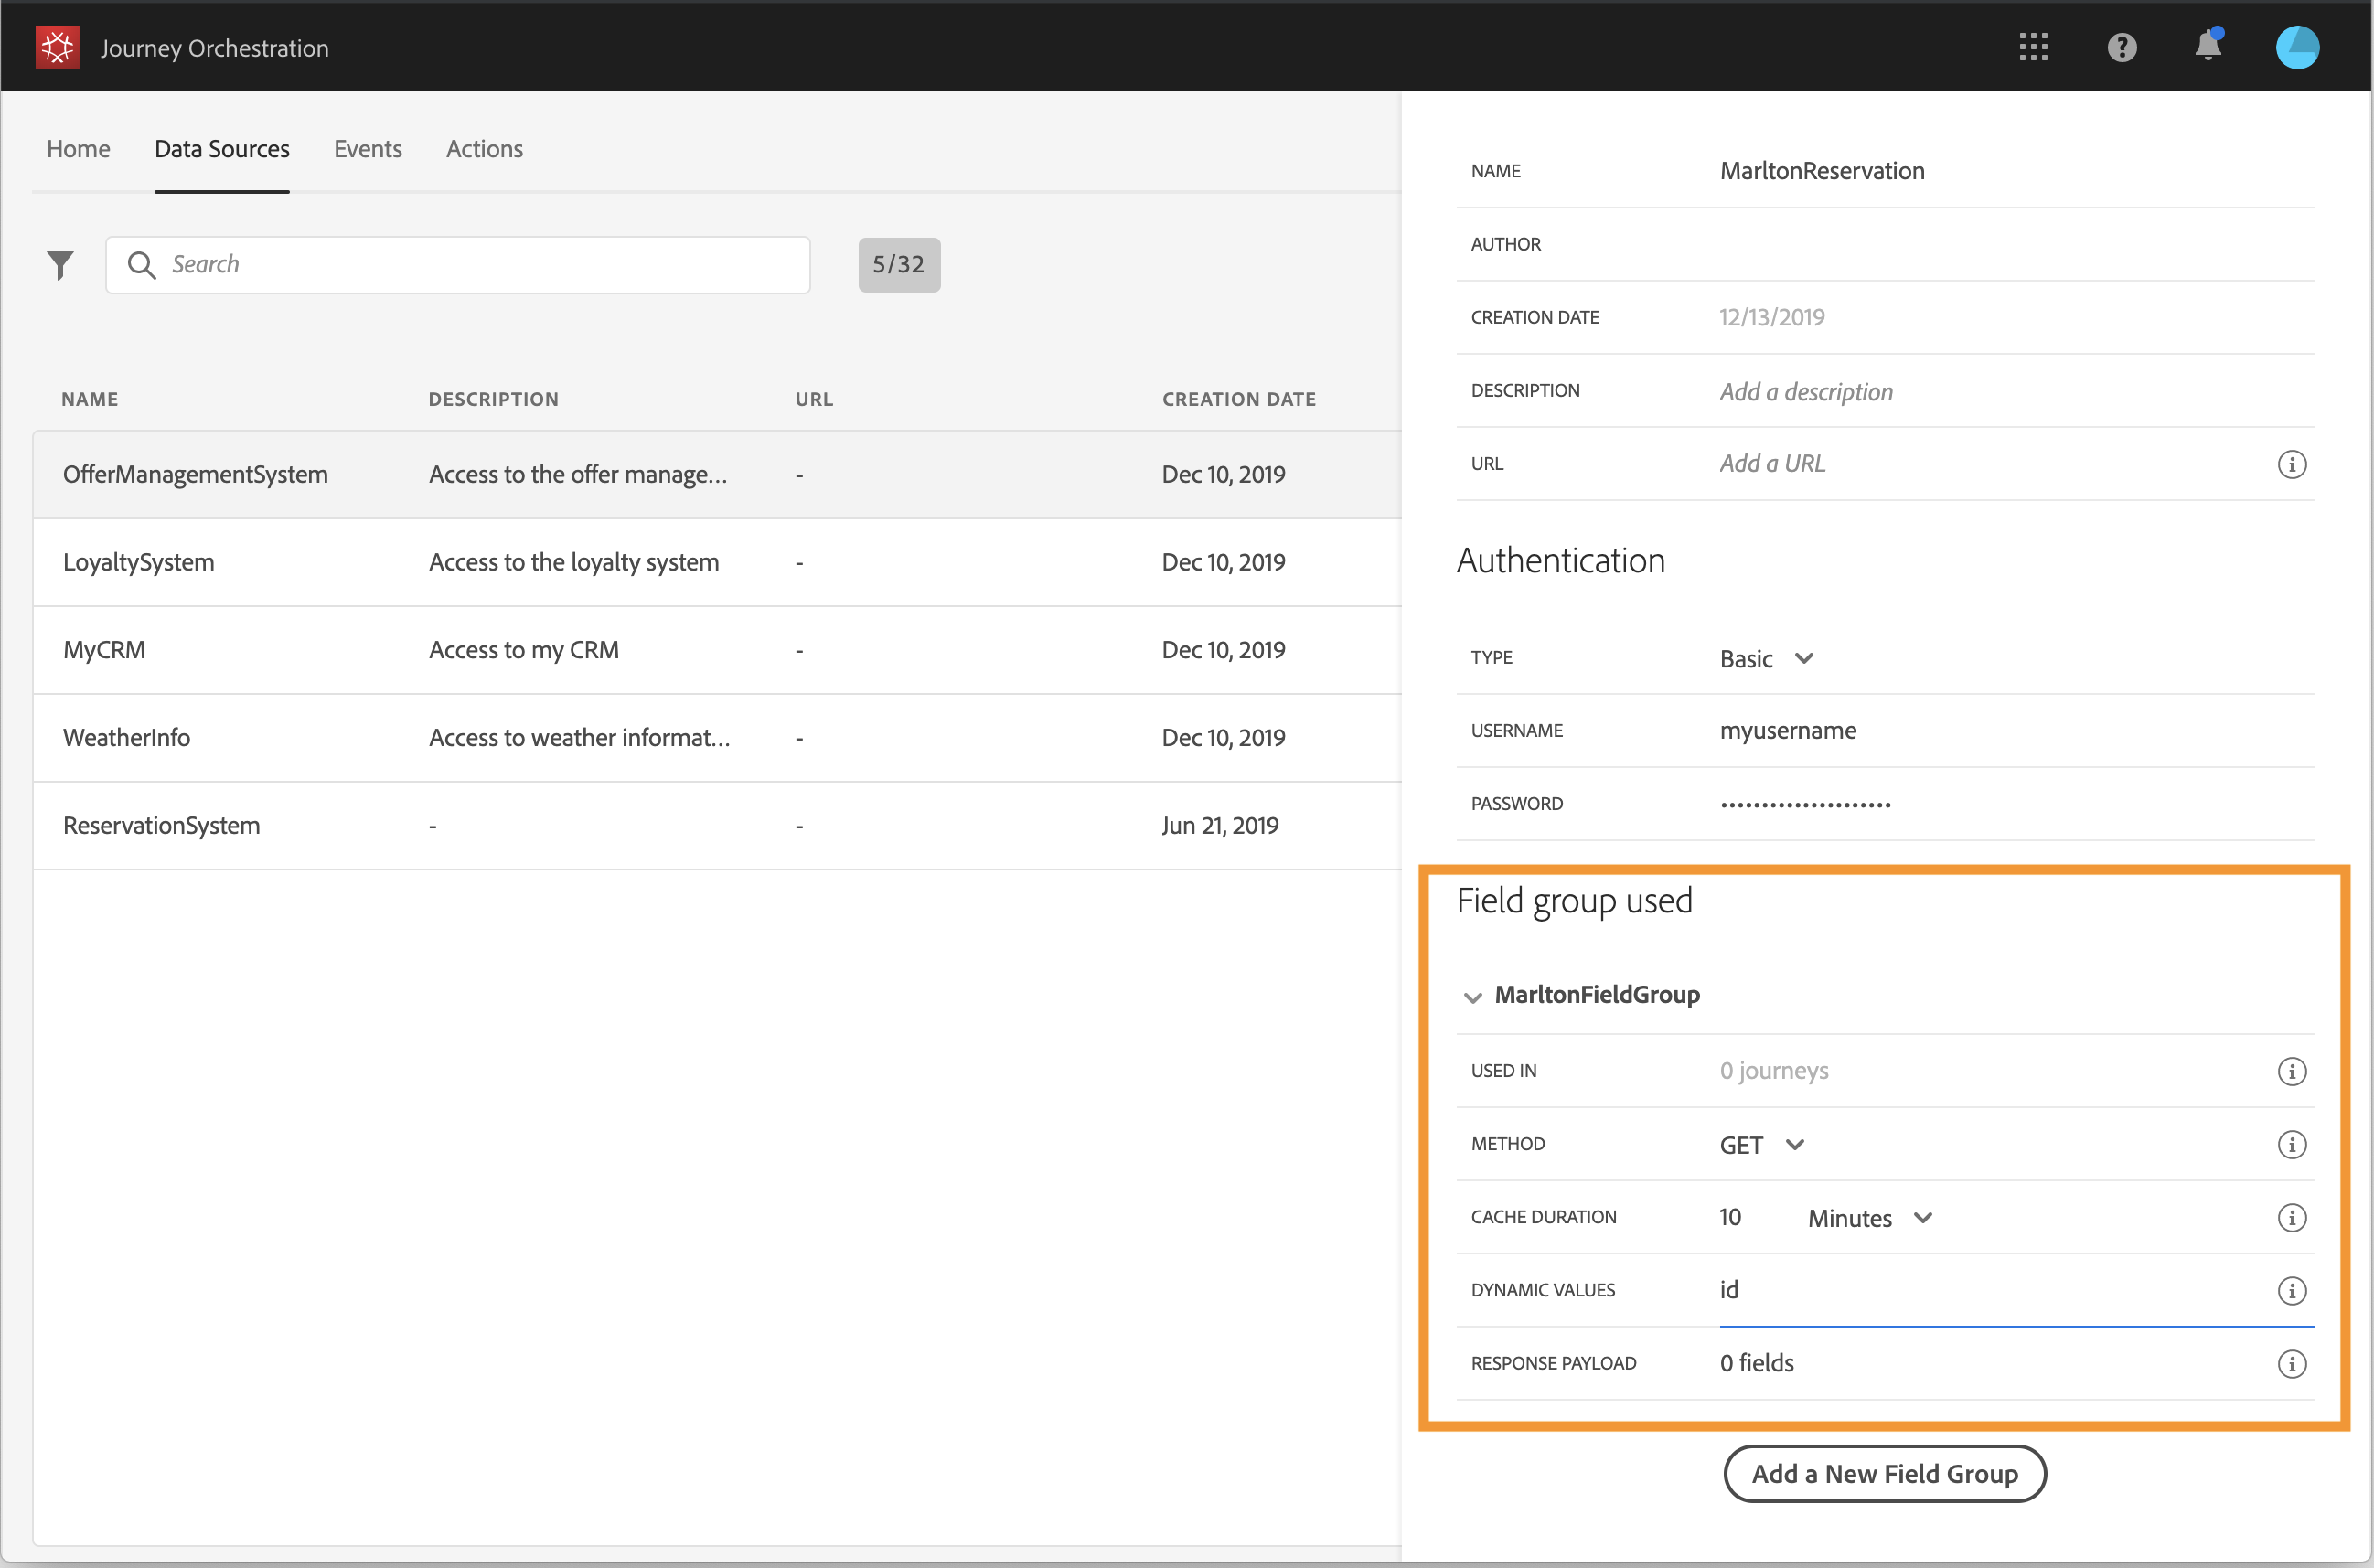 Journey Orchestration
Home Data Sources Events Actions
Search 5/32
NAME DESCRIPTION URL CREATION DATE
OfferManagementSystem Access to the offer manage... - Dec 10, 2019
LoyaltySystem Access to the loyalty system - Dec 10, 2019
MyCRM Access to my CRM - Dec 10, 2019
WeatherInfo Access to weather informat... - Dec 10, 2019
ReservationSystem - - Jun 21, 2019
NAME MarltonReservation
AUTHOR
CREATION DATE 12/13/2019
DESCRIPTION Add a description
URL Add a URL
Authentication
TYPE Basic
USERNAME myusername
PASSWORD •••••••••••••••••••••
Field group used
MarltonFieldGroup
USED IN 0 journeys
METHOD GET
CACHE DURATION 10 Minutes
DYNAMIC VALUES id
RESPONSE PAYLOAD 0 fields
Add a New Field Group